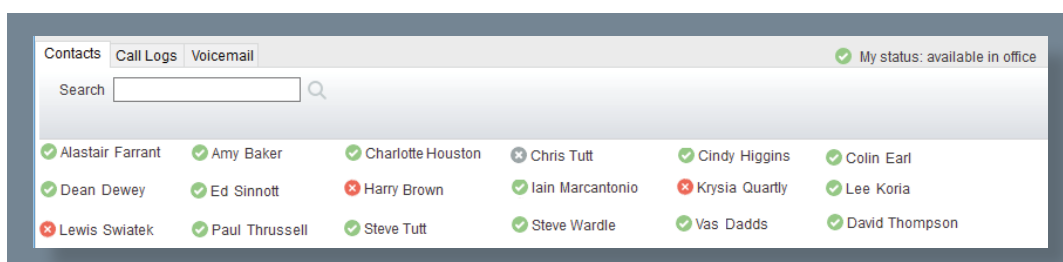 Contacts Call Logs Voicemail My status: available in office
Search
Alastair Farrant Amy Baker Charlotte Houston Chris Tutt Cindy Higgins Colin Earl
Dean Dewey Ed Sinnott Harry Brown Iain Marcantonio Krysia Quartly Lee Koria
Lewis Swiatek Paul Thrussell Steve Tutt Steve Wardle Vas Dadds David Thompson